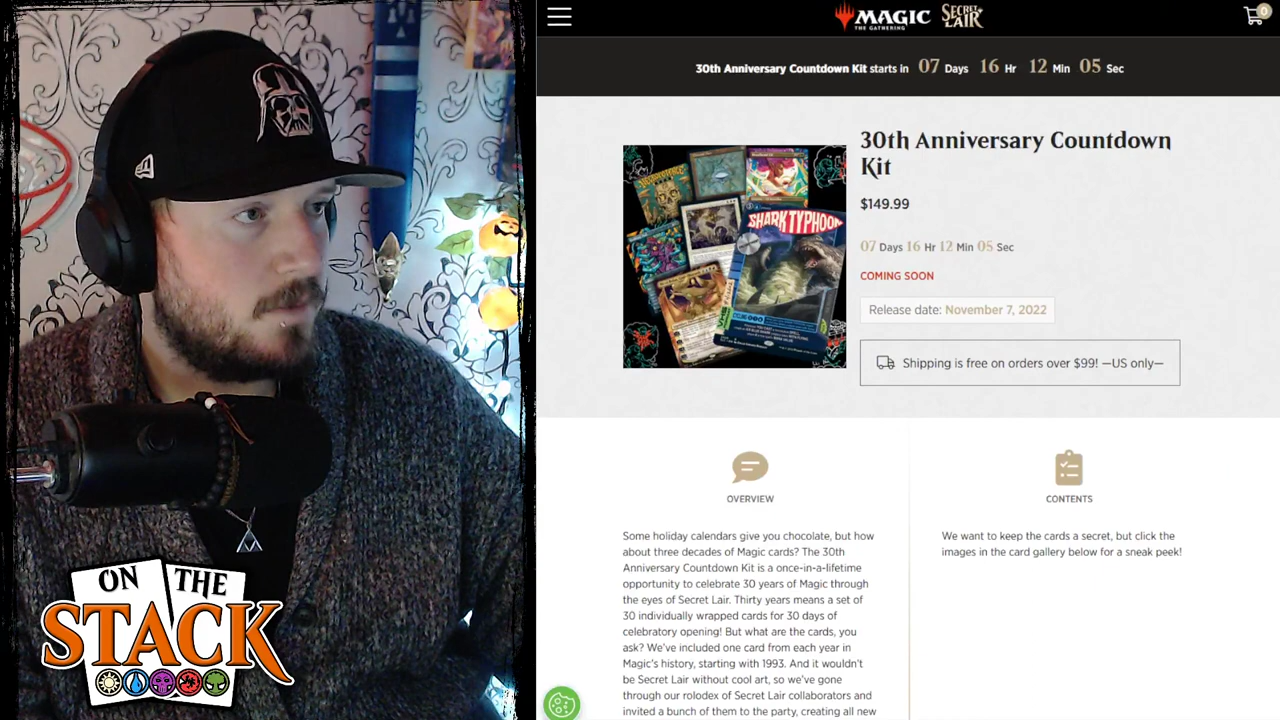 MAGIC
THE GATHERING
SECRET
LAIR
0
30th Anniversary Countdown Kit starts in 07 Days 16 Hr 12 Min 05 Sec
30th Anniversary Countdown
Kit
$149.99
07 Days 16 Hr 12 Min 05 Sec
COMING SOON
Release date: November 7, 2022
Shipping is free on orders over $99! —US only—
SHARK TYPHOON
OVERVIEW
Some holiday calendars give you chocolate, but how
about three decades of Magic cards? The 30th
Anniversary Countdown Kit is a once-in-a-lifetime
opportunity to celebrate 30 years of Magic through
the eyes of Secret Lair. Thirty years means a set of
30 individually wrapped cards for 30 days of
celebratory opening! But what are the cards, you
ask? We've included one card from each year in
Magic's history, starting with 1993. And it wouldn't
be Secret Lair without cool art, so we've gone
through our rolodex of Secret Lair collaborators and
invited a bunch of them to the party, creating all new
CONTENTS
We want to keep the cards a secret, but click the
images in the card gallery below for a sneak peek!
ON THE
STACK